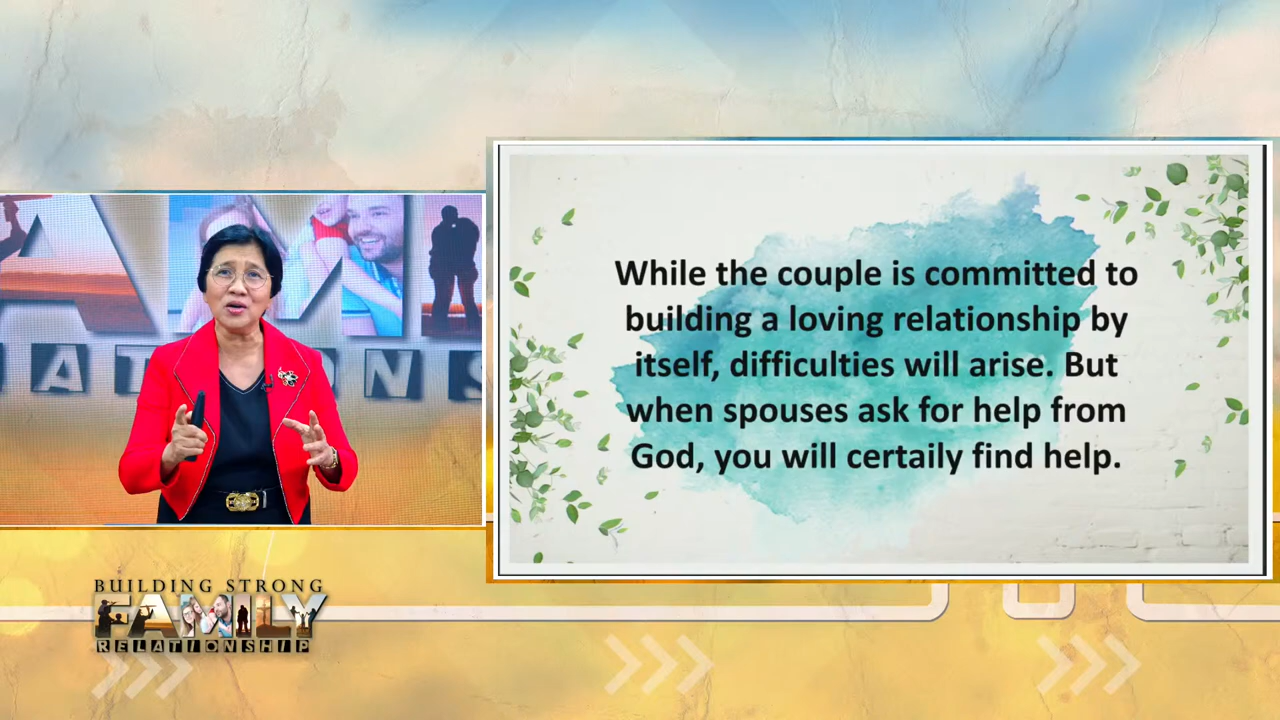 While the couple is committed to
building a loving relationship by
itself, difficulties will arise. But
when spouses ask for help from
God, you will certaily find help.
BUILDING STRONG
FAMILY
RELATIONSHIP